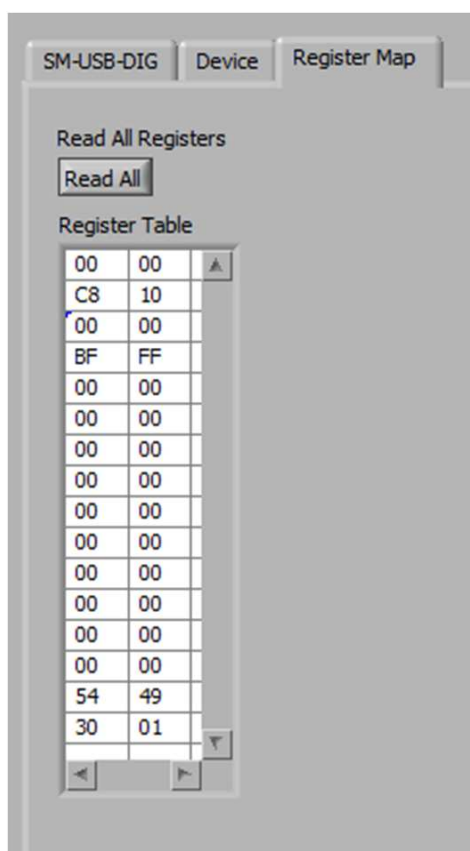 SM-USB-DIG Device Register Map
Read All Registers
Read All
Register Table
00 00
C8 10
00 00
BF FF
00 00
00 00
00 00
00 00
00 00
00 00
00 00
00 00
00 00
00 00
54 49
30 01